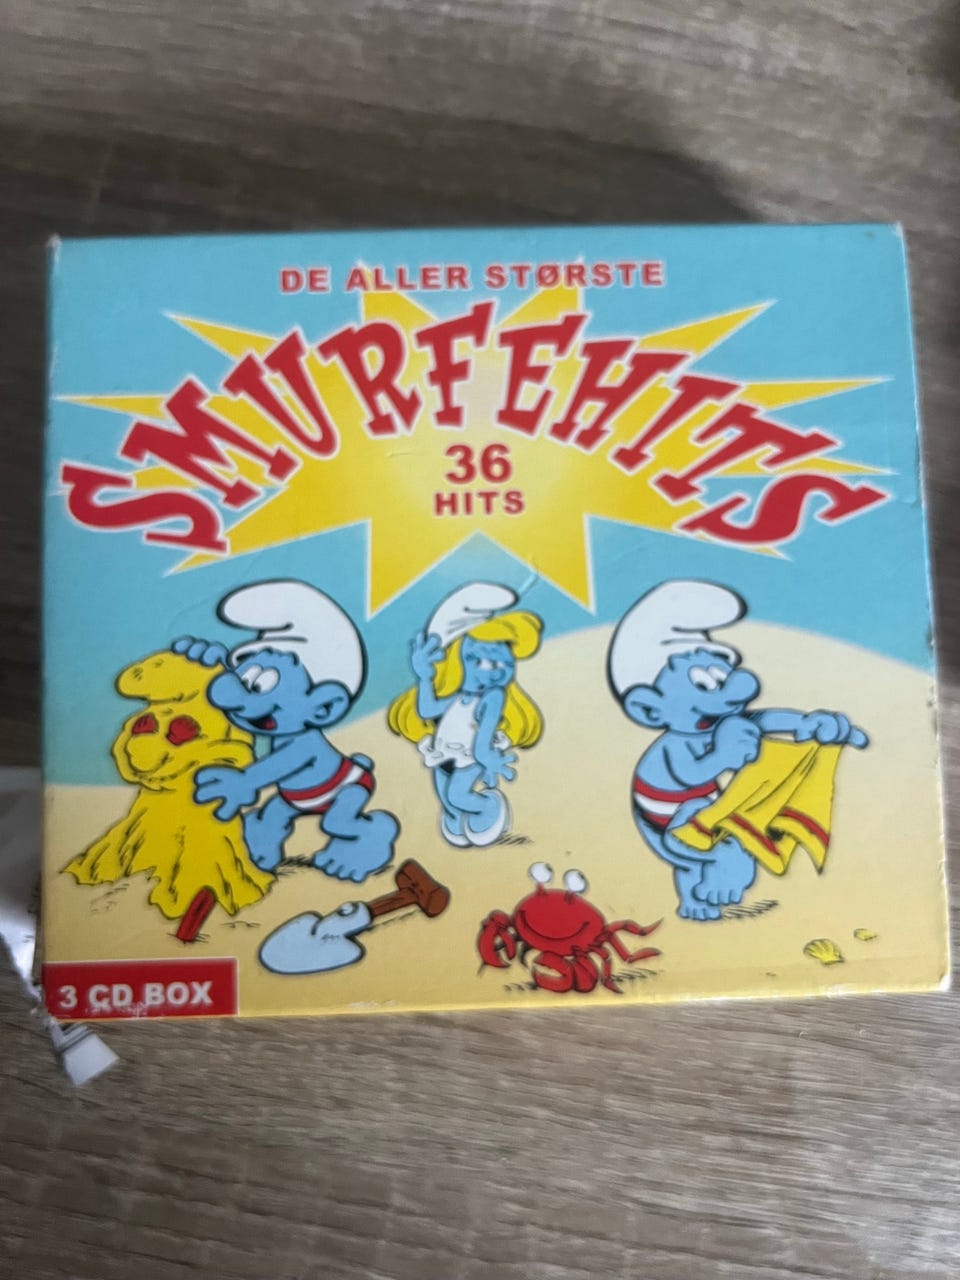 DE ALLER STØRSTE
SMURFEHITS
36
HITS
3 CD BOX